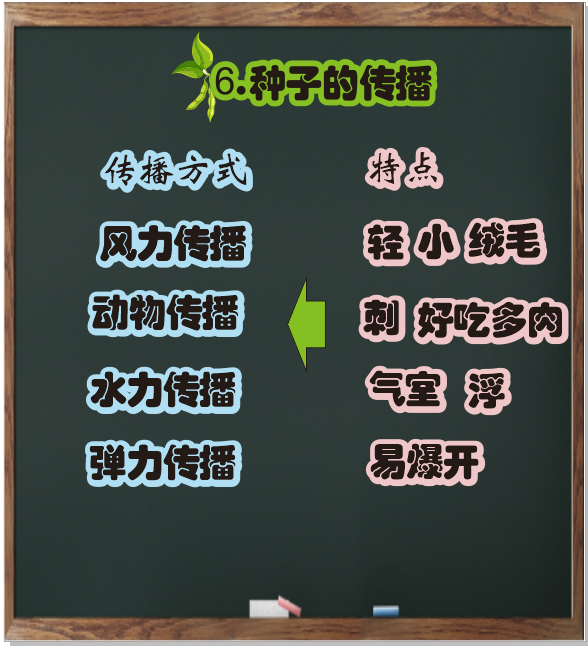 6.种子的传播
传播方式 特点
风力传播 轻 小 绒毛
动物传播 刺 好吃多肉
水力传播 气室 浮
弹力传播 易爆开